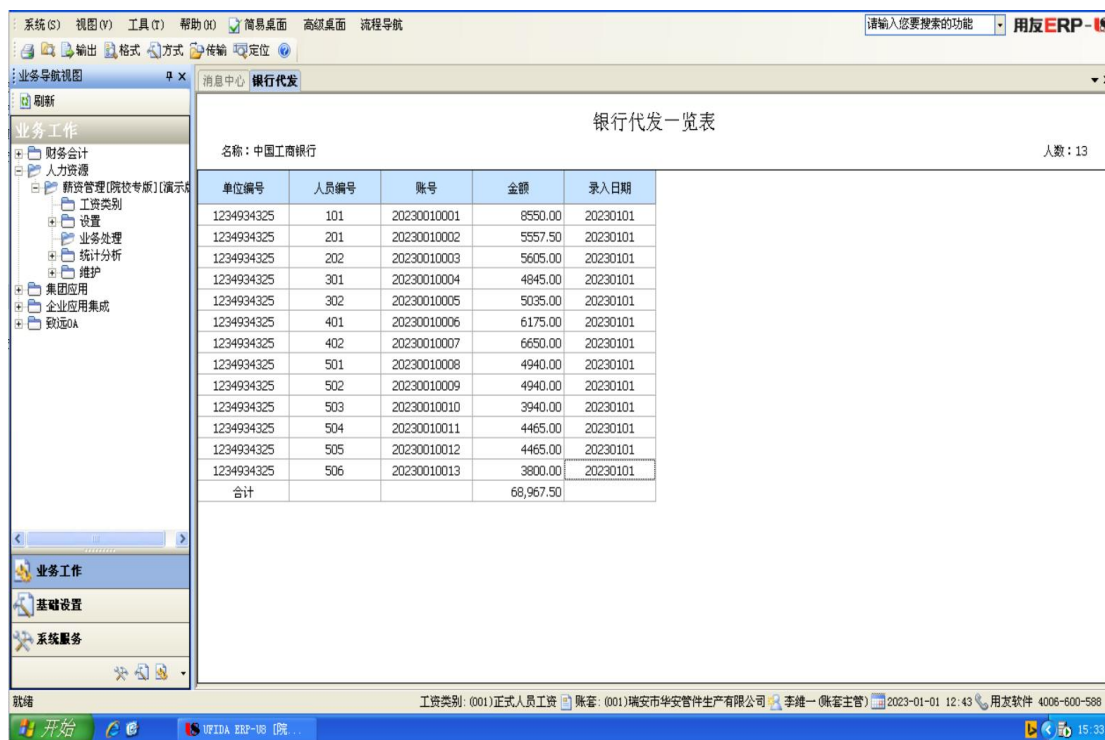 系统(S) 视图(V) 工具(T) 帮助(H) 简易桌面 高级桌面 流程导航 请输入您要搜索的功能 用友ERP-U
输出 格式 方式 传输 定位
业务导航视图
消息中心 银行代发
刷新
业务工作
财务会计
人力资源
薪资管理[院校专版][演示版
工资类别
设置
业务处理
统计分析
维护
集团应用
企业应用集成
致远OA
银行代发一览表
名称:中国工商银行 人数:13
单位编号 人员编号 账号 金额 录入日期
1234934325 101 20230010001 8550.00 20230101
1234934325 201 20230010002 5557.50 20230101
1234934325 202 20230010003 5605.00 20230101
1234934325 301 20230010004 4845.00 20230101
1234934325 302 20230010005 5035.00 20230101
1234934325 401 20230010006 6175.00 20230101
1234934325 402 20230010007 6650.00 20230101
1234934325 501 20230010008 4940.00 20230101
1234934325 502 20230010009 4940.00 20230101
1234934325 503 20230010010 3940.00 20230101
1234934325 504 20230010011 4465.00 20230101
1234934325 505 20230010012 4465.00 20230101
1234934325 506 20230010013 3800.00 20230101
合计 68,967.50
业务工作
基础设置
系统服务
就绪 工资类别: (001)正式人员工资 账套: (001)瑞安市华安管件生产有限公司 李维一(账套主管) 2023-01-01 12:43 用友软件 4006-600-588
开始 UFIDA ERP-U8 [院... 15:33